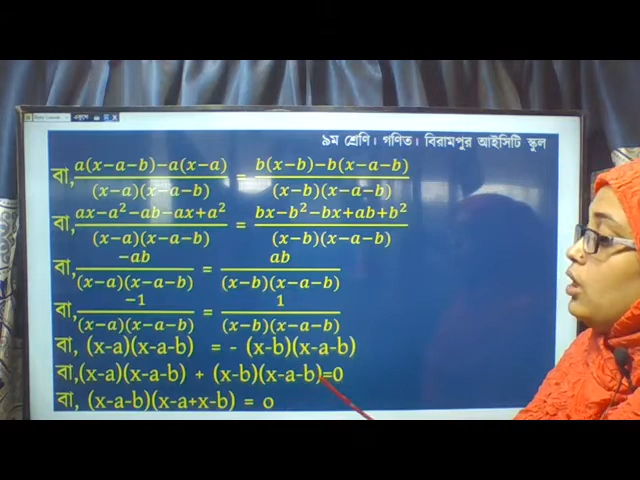 ৯ম শ্রেণি। গণিত। বিরামপুর আইসিটি স্কুল
বা, a(x−a−b)−a(x−a)/(x−a)(x−a−b) = b(x−b)−b(x−a−b)/(x−b)(x−a−b)
বা, ax−a²−ab−ax+a²/(x−a)(x−a−b) = bx−b²−bx+ab+b²/(x−b)(x−a−b)
বা, −ab/(x−a)(x−a−b) = ab/(x−b)(x−a−b)
বা, −1/(x−a)(x−a−b) = 1/(x−b)(x−a−b)
বা, (x-a)(x-a-b) = - (x-b)(x-a-b)
বা,(x-a)(x-a-b) + (x-b)(x-a-b)=0
বা, (x-a-b)(x-a+x-b) = o